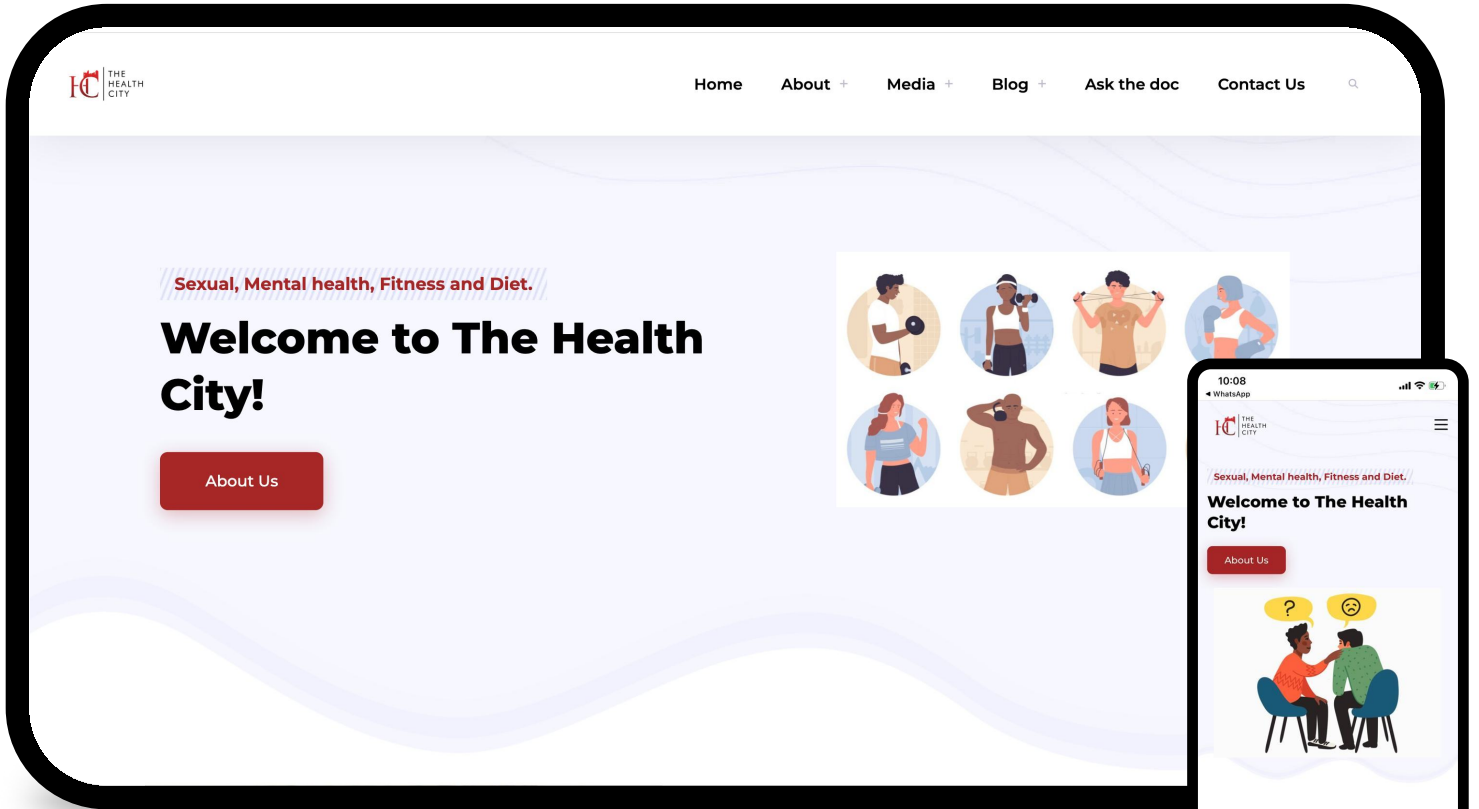 HC THE
HEALTH
CITY
Home About + Media + Blog + Ask the doc Contact Us
Sexual, Mental health, Fitness and Diet.
Welcome to The Health
City!
About Us
10:08
◀ WhatsApp
HC THE
HEALTH
CITY
Sexual, Mental health, Fitness and Diet.
Welcome to The Health
City!
About Us
?